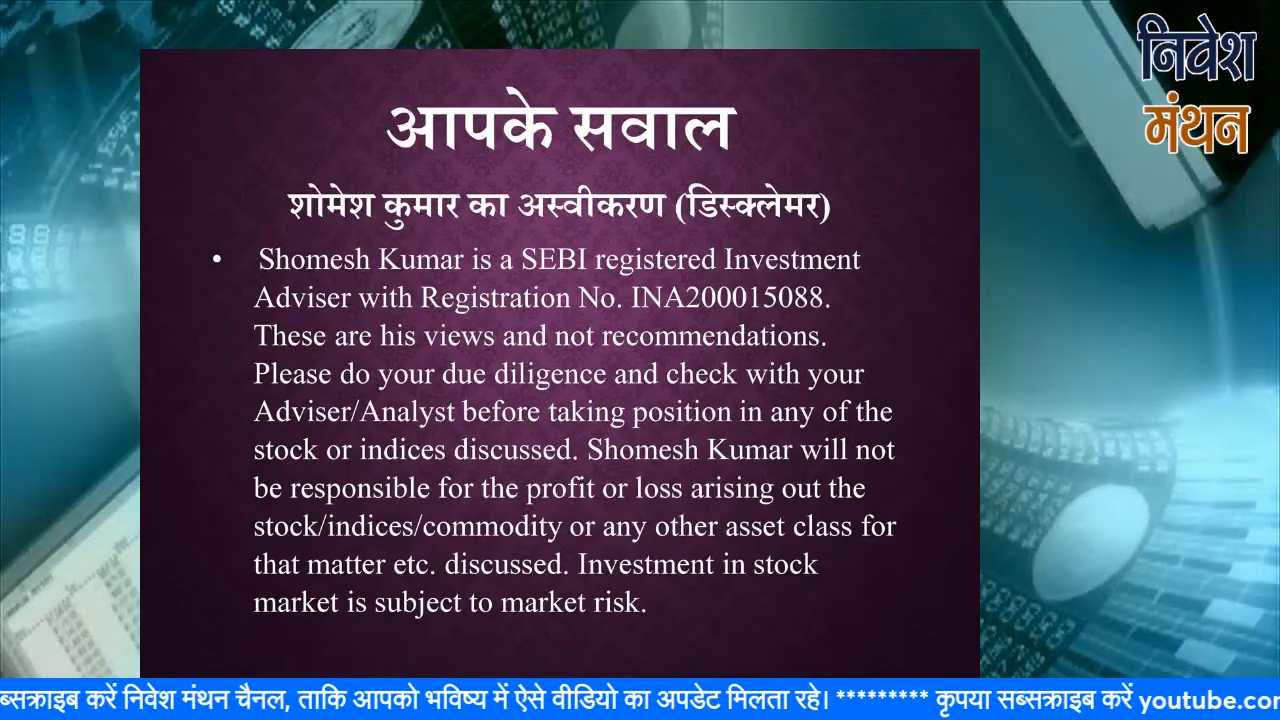 निवेश
मंथन
आपके सवाल
शोमेश कुमार का अस्वीकरण (डिस्क्लेमर)
• Shomesh Kumar is a SEBI registered Investment
Adviser with Registration No. INA200015088.
These are his views and not recommendations.
Please do your due diligence and check with your
Adviser/Analyst before taking position in any of the
stock or indices discussed. Shomesh Kumar will not
be responsible for the profit or loss arising out the
stock/indices/commodity or any other asset class for
that matter etc. discussed. Investment in stock
market is subject to market risk.
ब्सक्राइब करें निवेश मंथन चैनल, ताकि आपको भविष्य में ऐसे वीडियो का अपडेट मिलता रहे। ********* कृपया सब्सक्राइब करें youtube.com